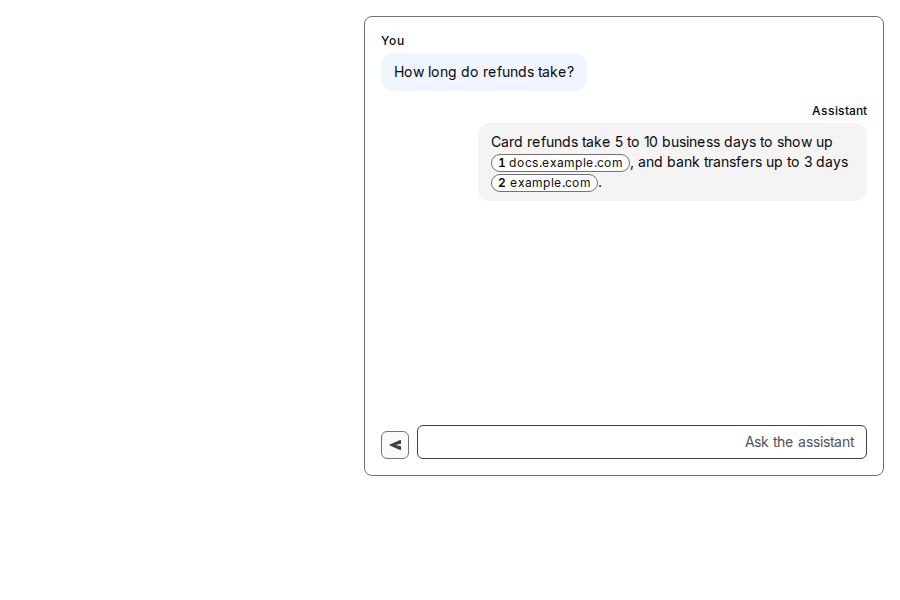 You
How long do refunds take?
Assistant
Card refunds take 5 to 10 business days to show up
1 docs.example.com, and bank transfers up to 3 days
2 example.com.
Ask the assistant